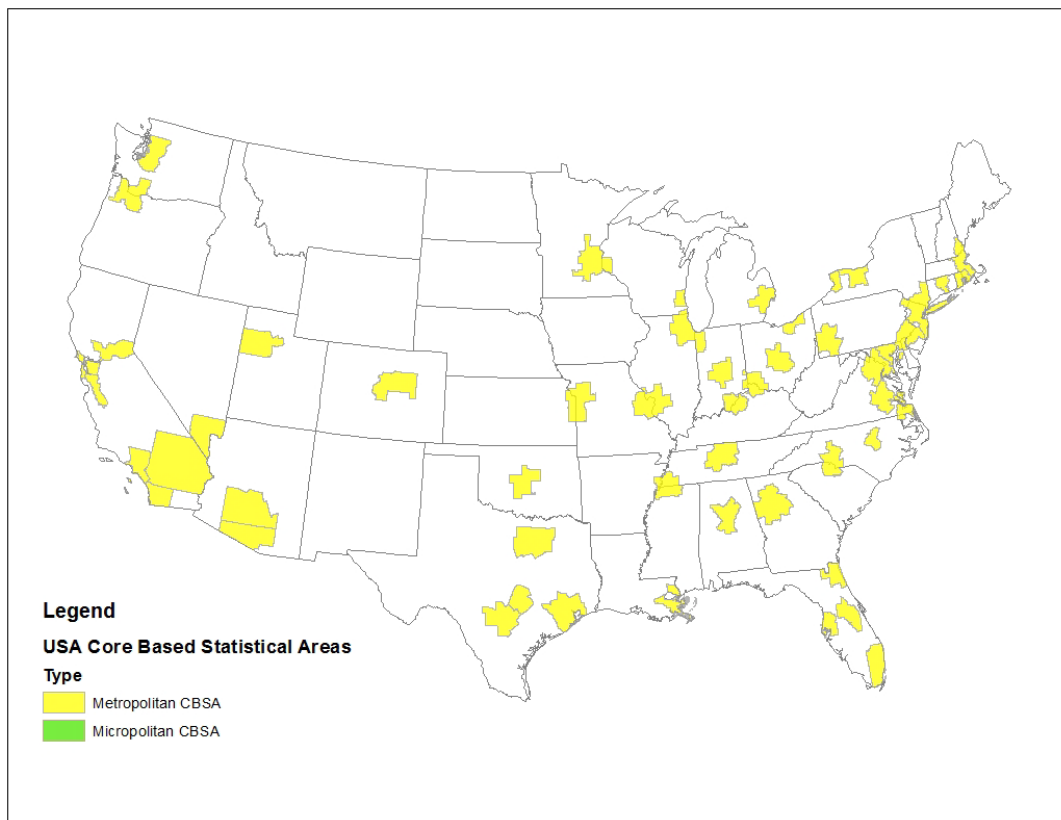 Legend
USA Core Based Statistical Areas
Type
Metropolitan CBSA
Micropolitan CBSA